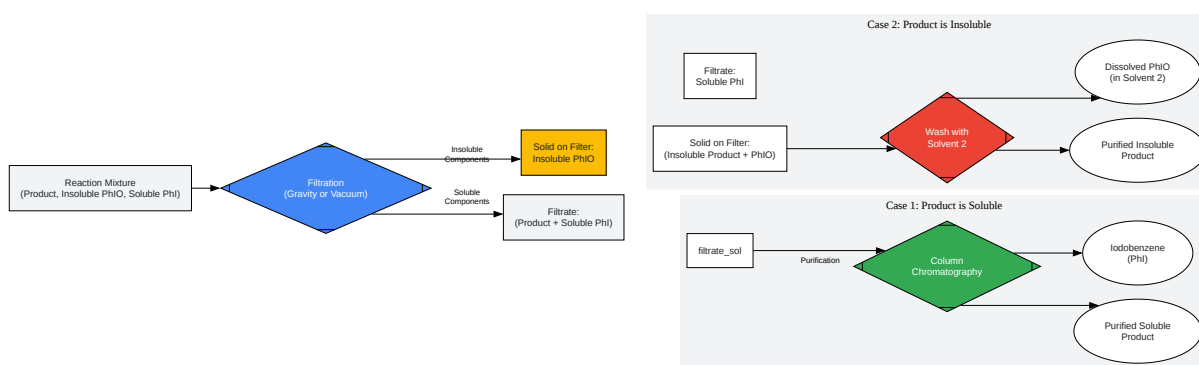 Reaction Mixture
(Product, Insoluble PhIO, Soluble PhI)
Filtration
(Gravity or Vacuum)
Insoluble
Components
Soluble
Components
Solid on Filter:
Insoluble PhIO
Filtrate:
(Product + Soluble PhI)
Case 2: Product is Insoluble
Filtrate:
Soluble PhI
Solid on Filter:
(Insoluble Product + PhIO)
Wash with
Solvent 2
Dissolved PhIO
(in Solvent 2)
Purified Insoluble
Product
Case 1: Product is Soluble
filtrate_sol
Purification
Column
Chromatography
Iodobenzene
(PhI)
Purified Soluble
Product